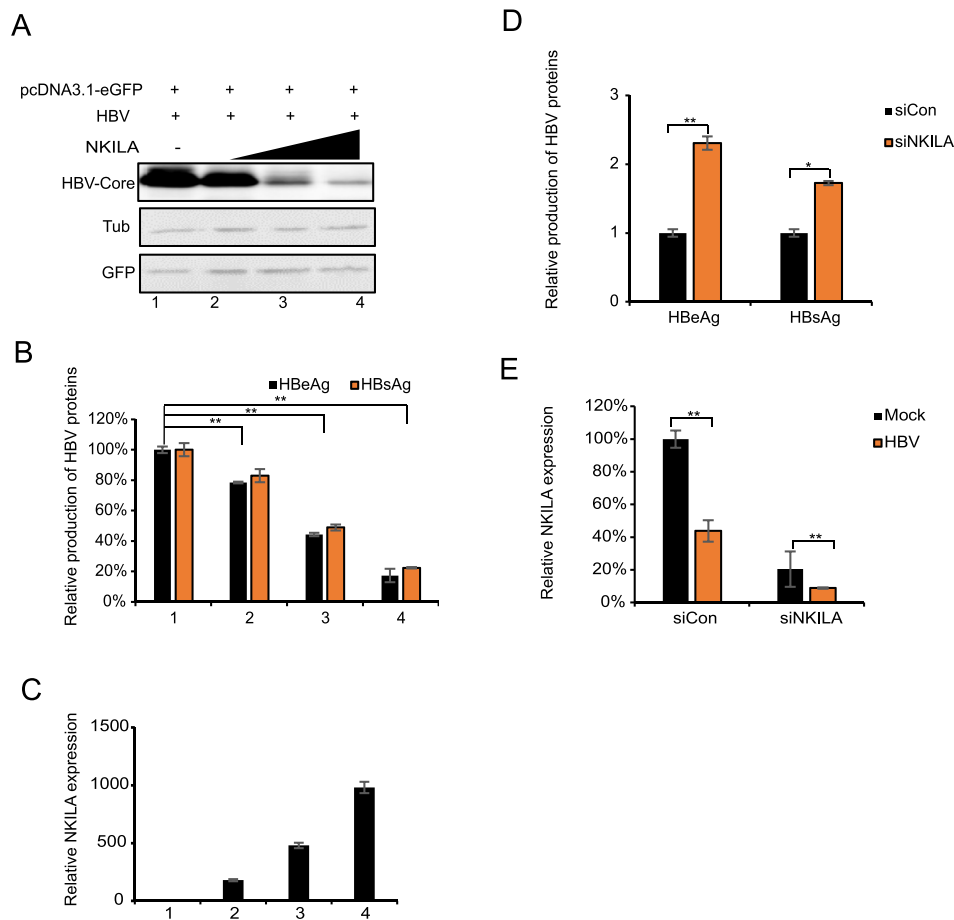 A
pcDNA3.1-eGFP + + + +
HBV + + + +
NKILA -
HBV-Core
Tub
GFP
1 2 3 4
B
HBeAg HBsAg
Relative production of HBV proteins
120%
100%
80%
60%
40%
20%
0%
** ** **
1 2 3 4
C
Relative NKILA expression
1500
1000
500
0
1 2 3 4
D
Relative production of HBV proteins
3
2
1
0
** *
siCon
siNKILA
HBeAg HBsAg
E
Relative NKILA expression
120%
100%
80%
60%
40%
20%
0%
** **
Mock
HBV
siCon siNKILA